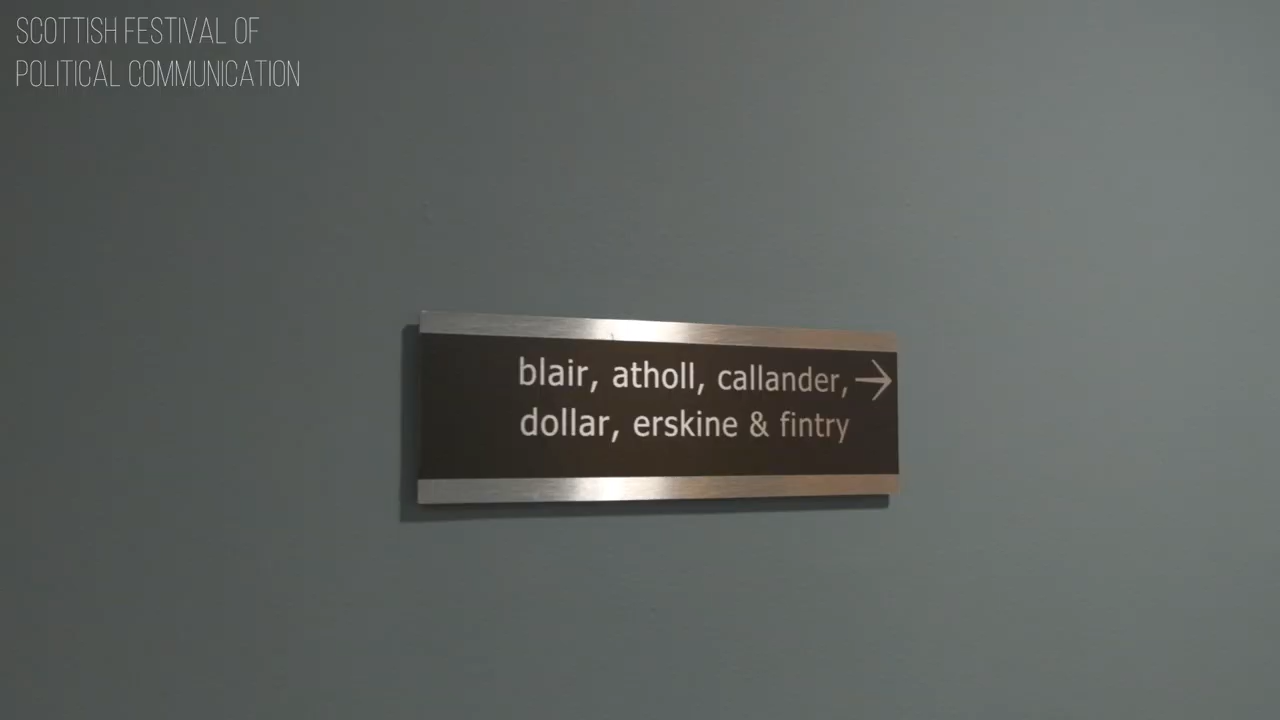 SCOTTISH FESTIVAL OF
POLITICAL COMMUNICATION
blair, atholl, callander, →
dollar, erskine & fintry